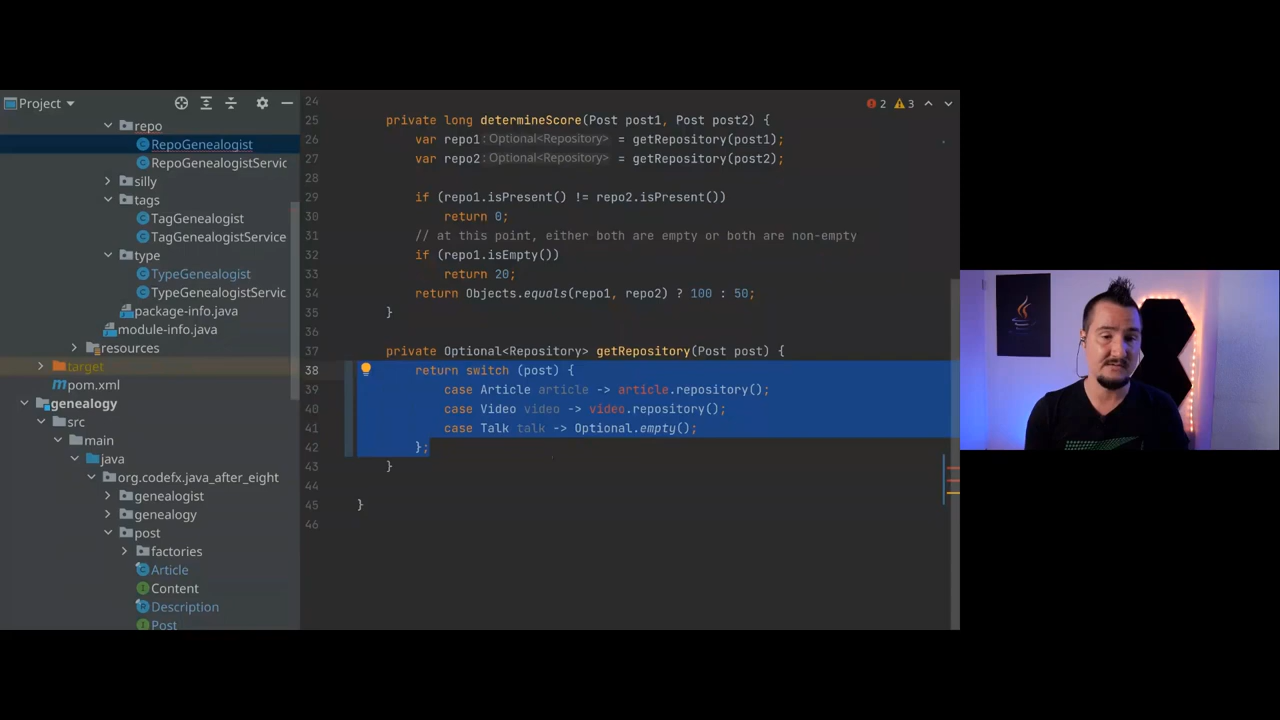 Project
repo
RepoGenealogist
RepoGenealogistServic
silly
tags
TagGenealogist
TagGenealogistService
type
TypeGenealogist
TypeGenealogistServic
package-info.java
module-info.java
resources
target
pom.xml
genealogy
src
main
java
org.codefx.java_after_eight
genealogist
genealogy
post
factories
Article
Content
Description
Post
2 3
24
25 private long determineScore(Post post1, Post post2) {
26 var repo1 : Optional<Repository> = getRepository(post1);
27 var repo2 : Optional<Repository> = getRepository(post2);
28
29 if (repo1.isPresent() != repo2.isPresent())
30 return 0;
31 // at this point, either both are empty or both are non-empty
32 if (repo1.isEmpty())
33 return 20;
34 return Objects.equals(repo1, repo2) ? 100 : 50;
35 }
36
37 private Optional<Repository> getRepository(Post post) {
38 return switch (post) {
39 case Article article -> article.repository();
40 case Video video -> video.repository();
41 case Talk talk -> Optional.empty();
42 };
43 }
44
45 }
46